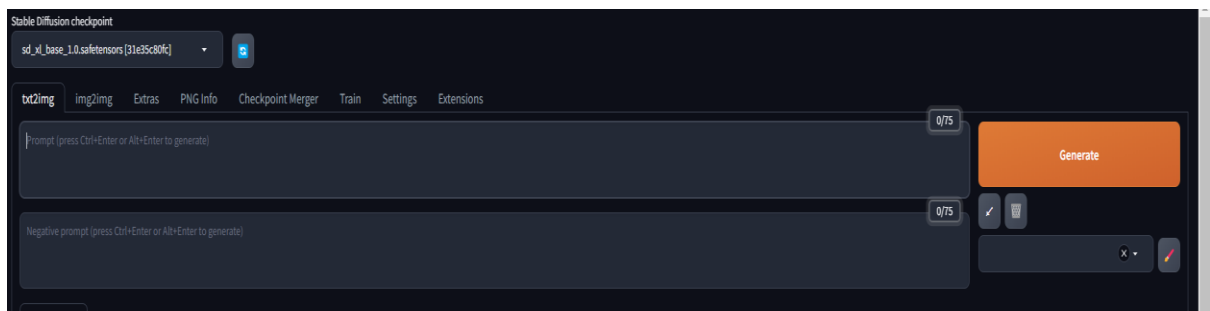 Stable Diffusion checkpoint
sd_xl_base_1.0.safetensors [31e35c80fc]
txt2img img2img Extras PNG Info Checkpoint Merger Train Settings Extensions
0/75
Prompt (press Ctrl+Enter or Alt+Enter to generate)
Generate
0/75
Negative prompt (press Ctrl+Enter or Alt+Enter to generate)